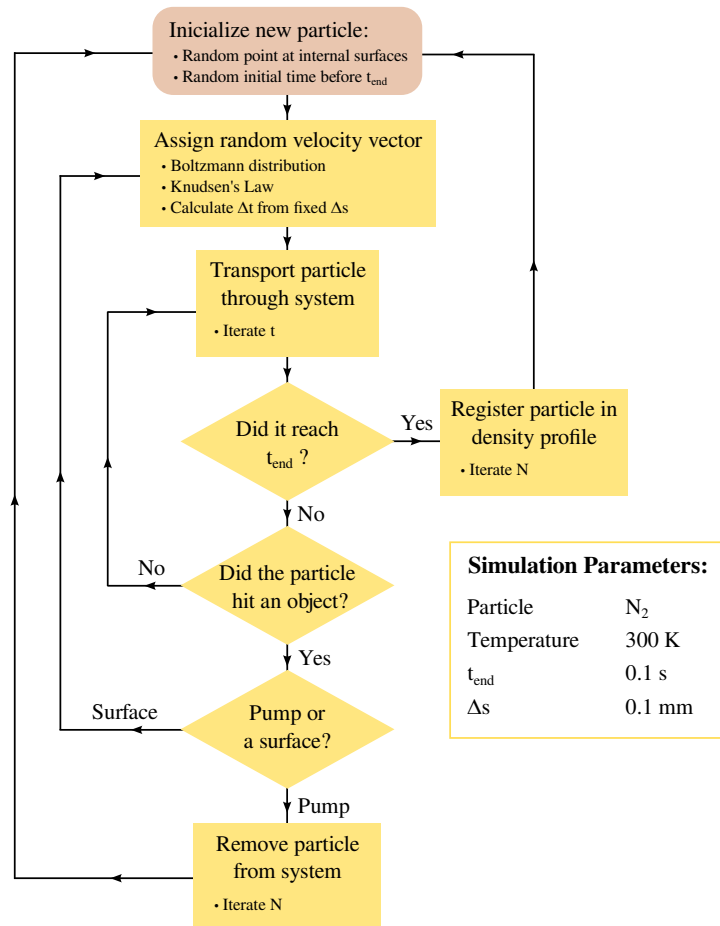 Inicialize new particle:
• Random point at internal surfaces
• Random initial time before t_end
Assign random velocity vector
• Boltzmann distribution
• Knudsen's Law
• Calculate Δt from fixed Δs
Transport particle
through system
• Iterate t
Did it reach
t_end ?
Yes
Register particle in
density profile
• Iterate N
No
Did the particle
hit an object?
No
Yes
Pump or
a surface?
Surface
Pump
Remove particle
from system
• Iterate N
Simulation Parameters:
Particle N₂
Temperature 300 K
t_end 0.1 s
Δs 0.1 mm